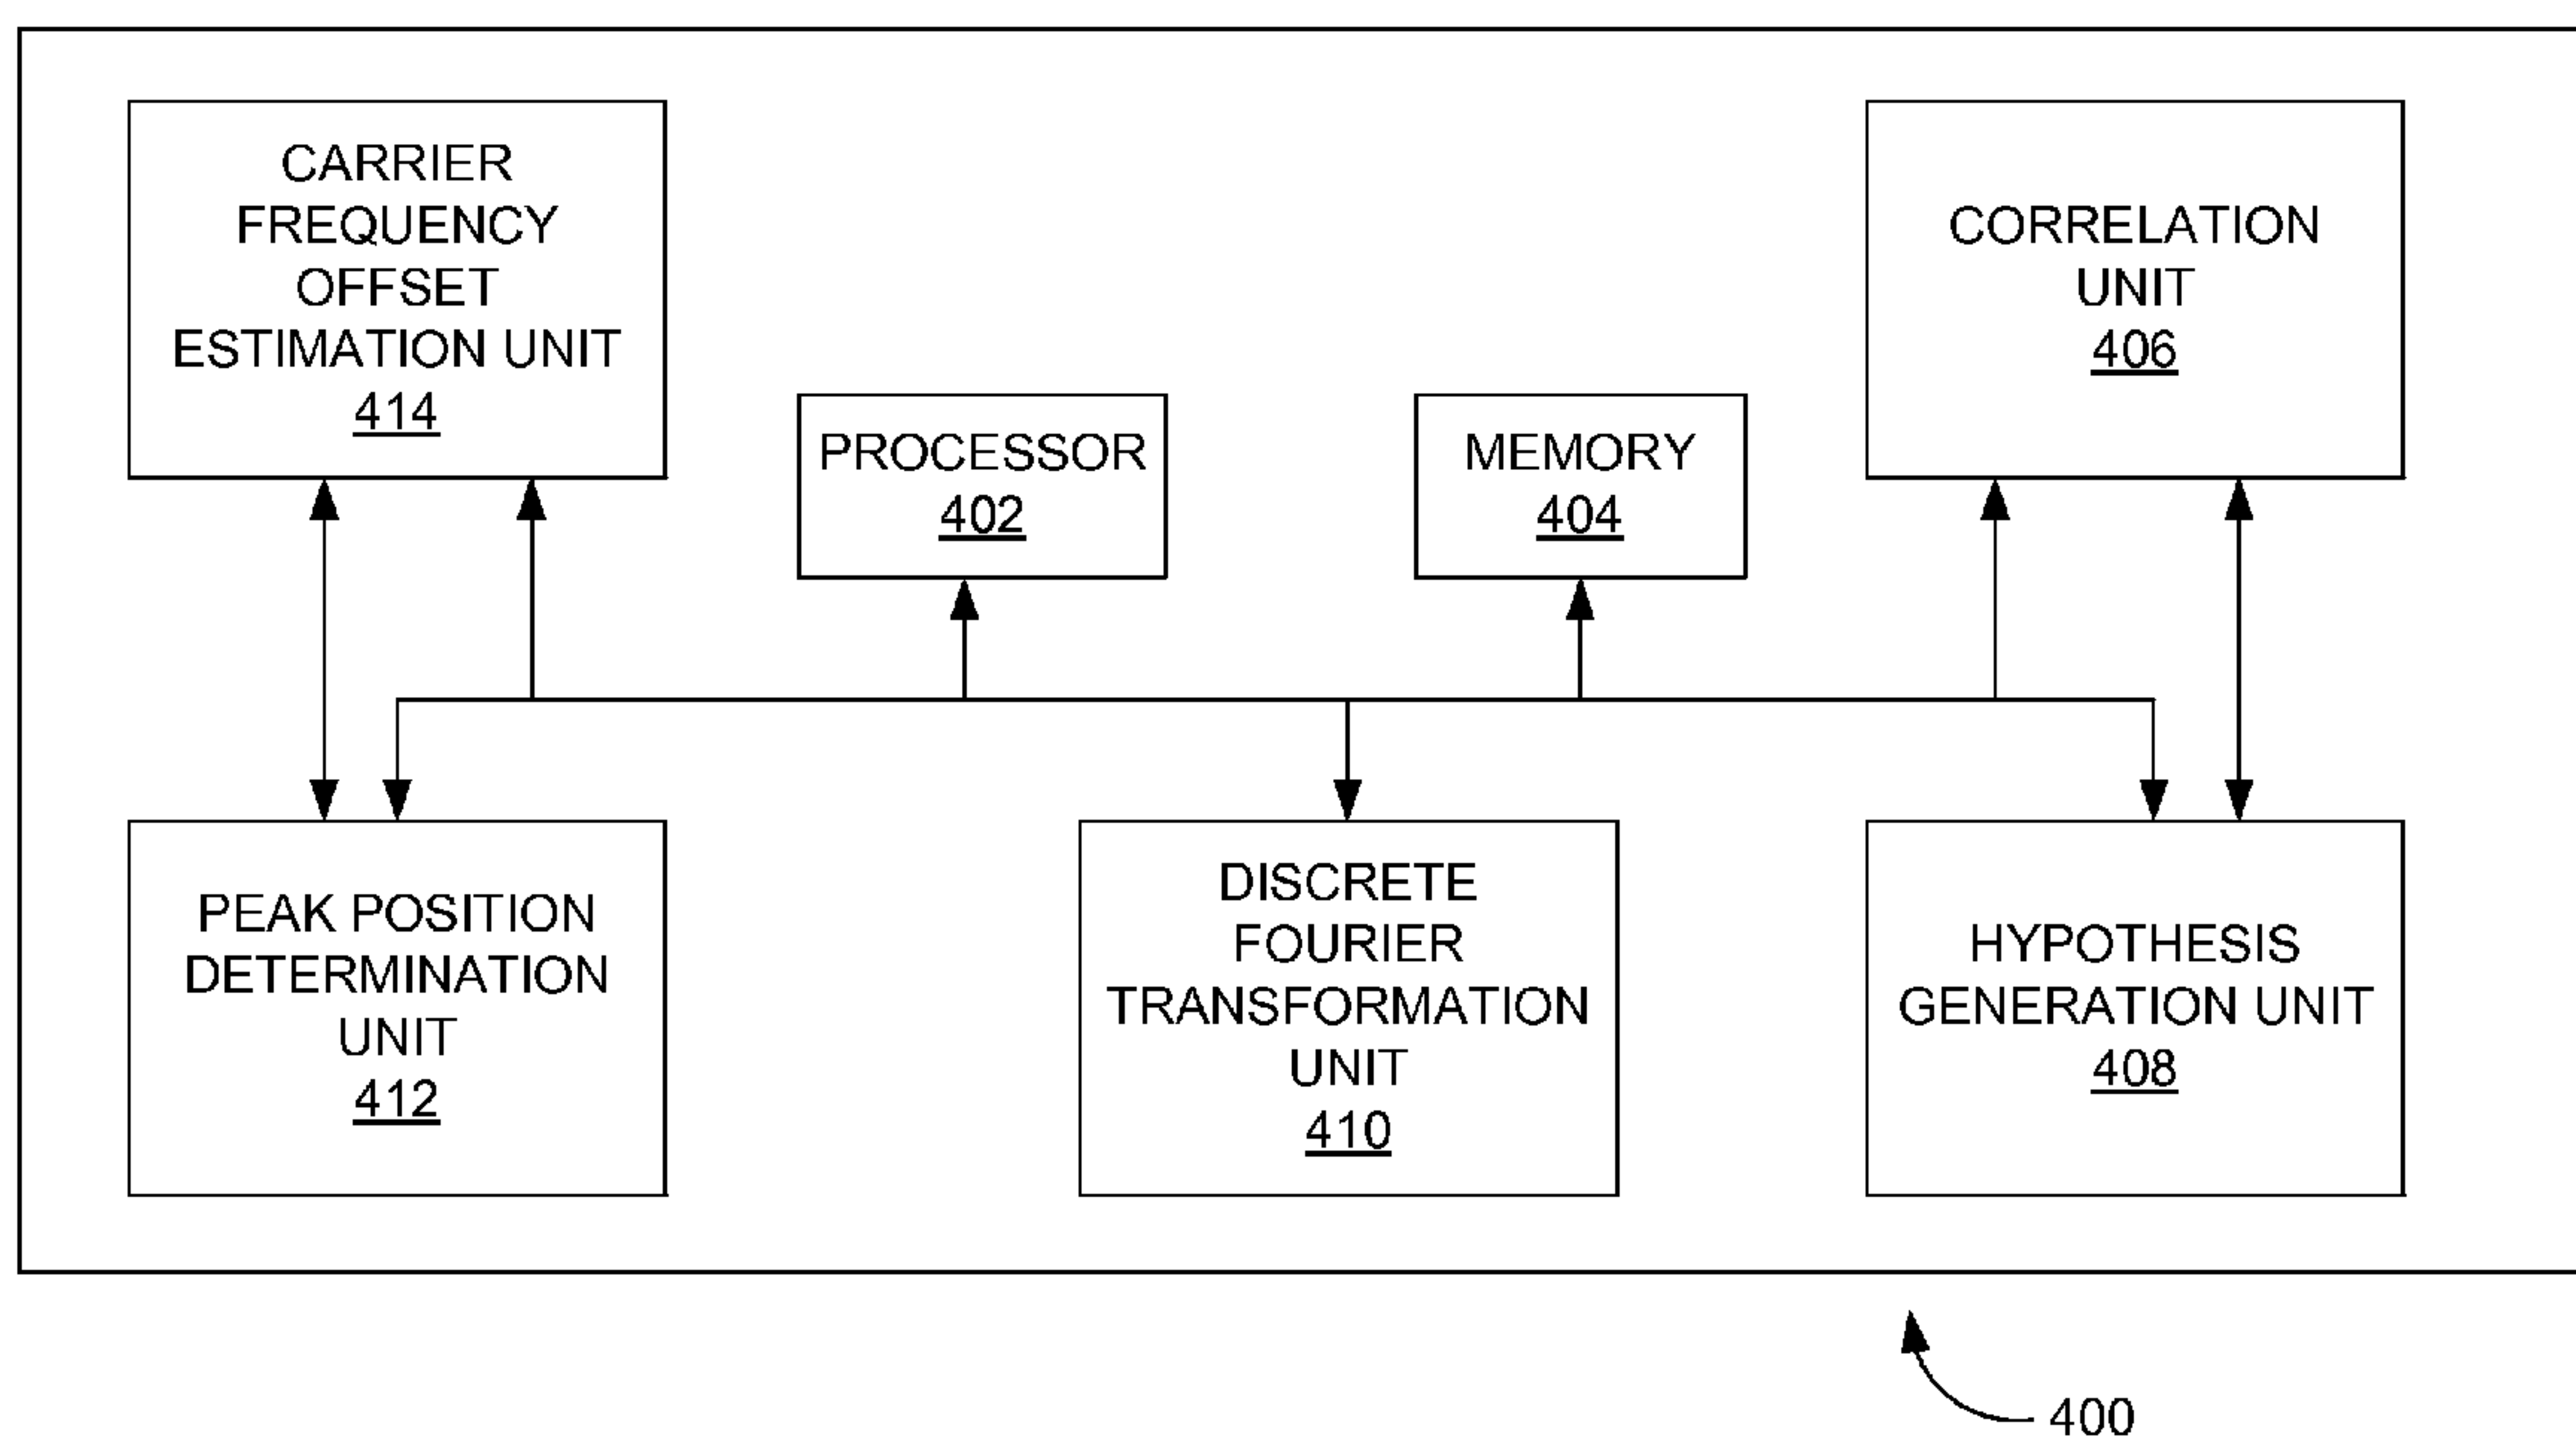 CARRIER
FREQUENCY
OFFSET
ESTIMATION UNIT
414
PROCESSOR
402
MEMORY
404
CORRELATION
UNIT
406
PEAK POSITION
DETERMINATION
UNIT
412
DISCRETE
FOURIER
TRANSFORMATION
UNIT
410
HYPOTHESIS
GENERATION UNIT
408
400